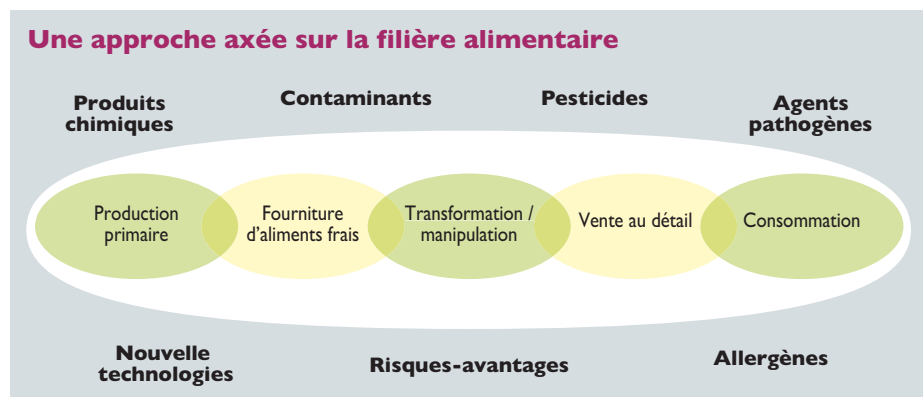 Une approche axée sur la filière alimentaire
Produits
chimiques
Contaminants
Pesticides
Agents
pathogènes
Production
primaire
Fourniture
d'aliments frais
Transformation /
manipulation
Vente au détail
Consommation
Nouvelle
technologies
Risques-avantages
Allergènes